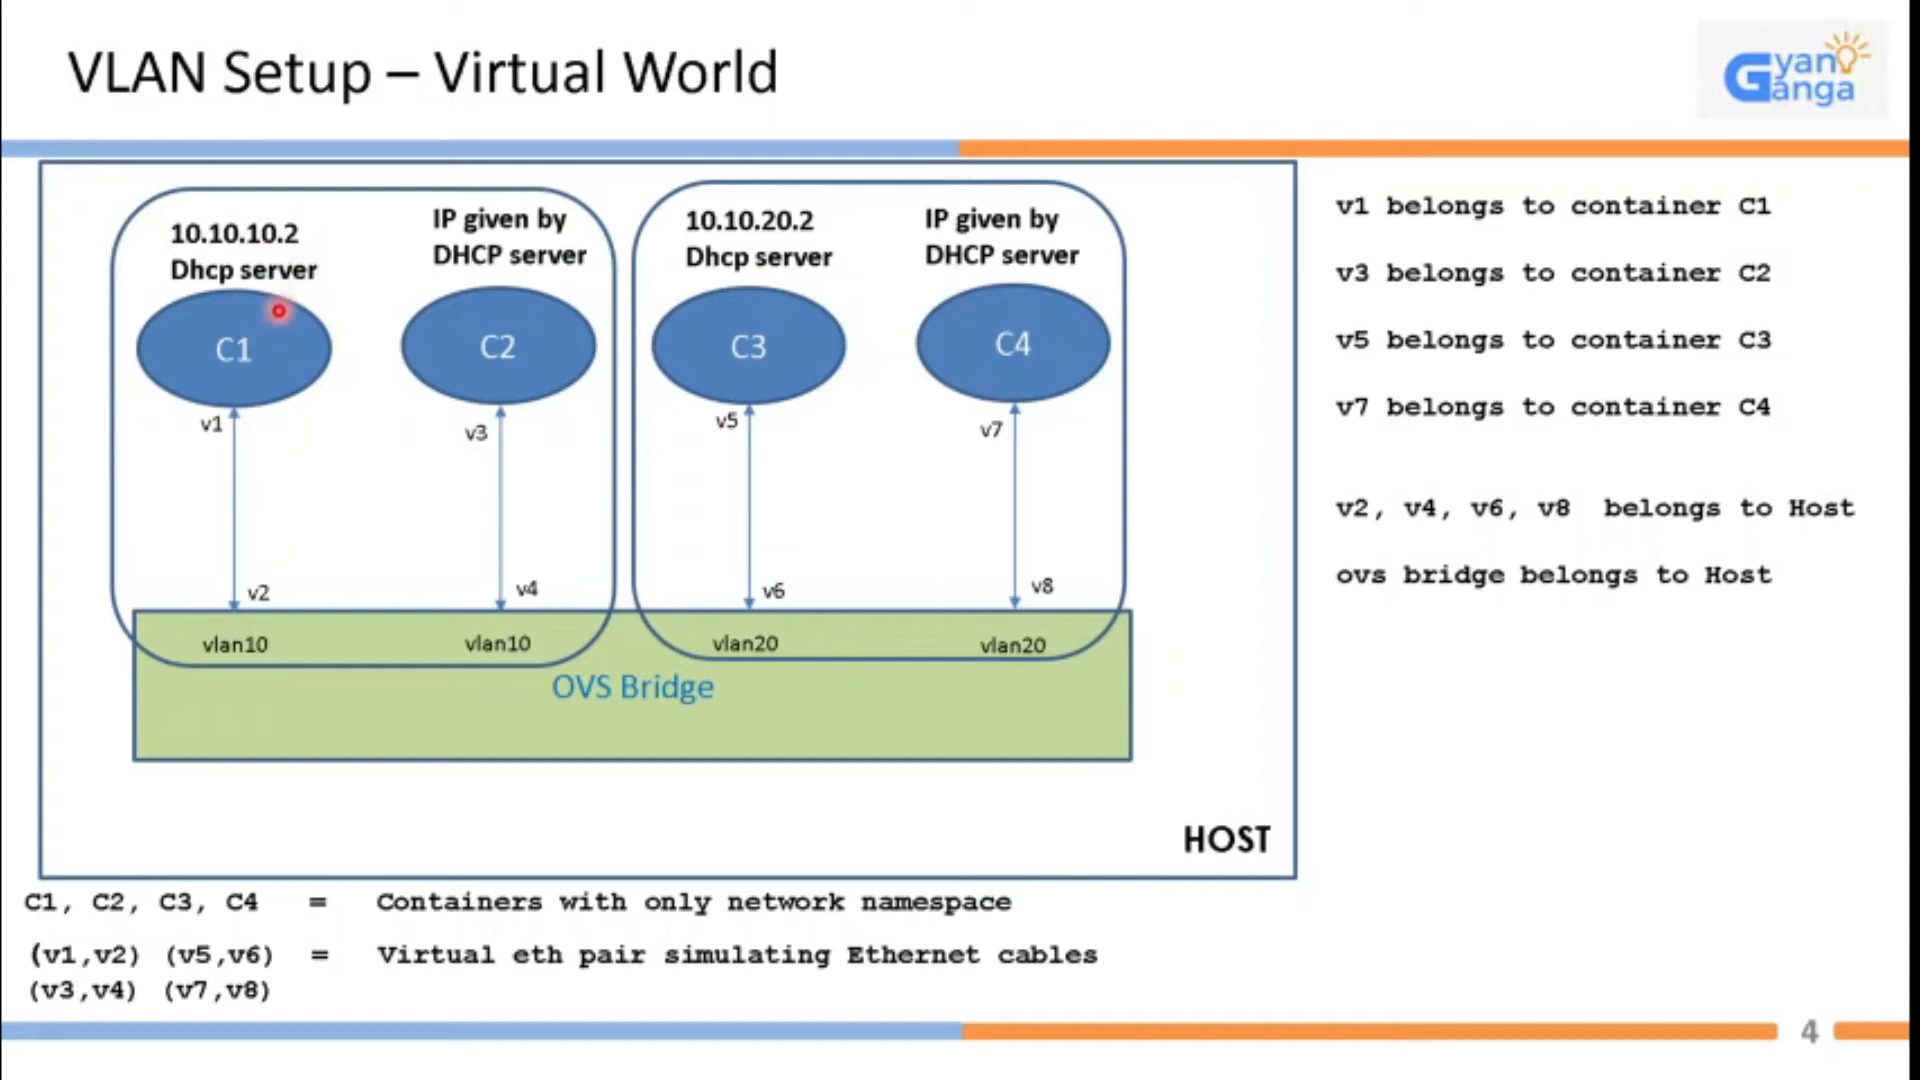 VLAN Setup – Virtual World
Gyan
Ganga
10.10.10.2
Dhcp server
IP given by
DHCP server
10.10.20.2
Dhcp server
IP given by
DHCP server
C1
C2
C3
C4
v1
v3
v5
v7
v2
v4
v6
v8
vlan10
vlan10
vlan20
vlan20
OVS Bridge
HOST
v1 belongs to container C1
v3 belongs to container C2
v5 belongs to container C3
v7 belongs to container C4
v2, v4, v6, v8 belongs to Host
ovs bridge belongs to Host
C1, C2, C3, C4 = Containers with only network namespace
(v1,v2) (v5,v6) = Virtual eth pair simulating Ethernet cables
(v3,v4) (v7,v8)
4